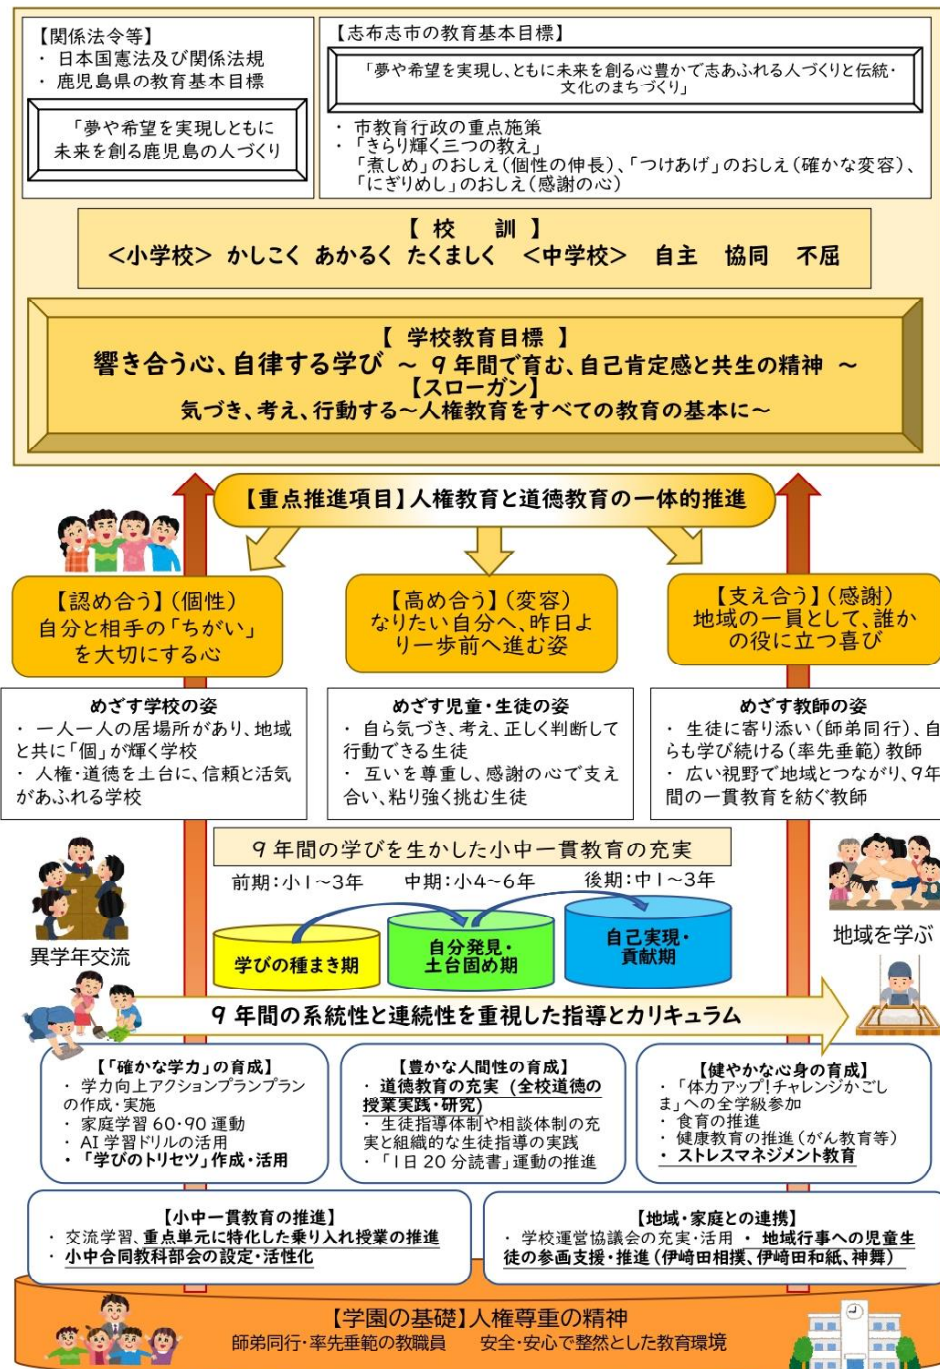 【関係法令等】
・ 日本国憲法及び関係法規
・ 鹿児島県の教育基本目標
「夢や希望を実現しともに
未来を創る鹿児島の人づくり
【志布志市の教育基本目標】
「夢や希望を実現し、ともに未来を創る心豊かで志あふれる人づくりと伝統・
文化のまちづくり」
・ 市教育行政の重点施策
・ 「きらり輝く三つの教え」
「煮しめ」のおしえ(個性の伸長)、「つけあげ」のおしえ(確かな変容)、
「にぎりめし」のおしえ(感謝の心)
【 校 訓 】
<小学校> かしこく あかるく たくましく <中学校> 自主 協同 不屈
【 学校教育目標 】
響き合う心、自律する学び ～ 9年間で育む、自己肯定感と共生の精神 ～
【スローガン】
気づき、考え、行動する～人権教育をすべての教育の基本に～
【重点推進項目】人権教育と道徳教育の一体的推進
【認め合う】(個性)
自分と相手の「ちがい」
を大切にする心
【高め合う】(変容)
なりたい自分へ、昨日よ
り一歩前へ進む姿
【支え合う】(感謝)
地域の一員として、誰か
の役に立つ喜び
めざす学校の姿
・ 一人一人の居場所があり、地域
と共に「個」が輝く学校
・ 人権・道徳を土台に、信頼と活気
があふれる学校
めざす児童・生徒の姿
・ 自ら気づき、考え、正しく判断して
行動できる生徒
・ 互いを尊重し、感謝の心で支え
合い、粘り強く挑む生徒
めざす教師の姿
・ 生徒に寄り添い(師弟同行)、自
らも学び続ける(率先垂範)教師
・ 広い視野で地域とつながり、9年
間の一貫教育を紡ぐ教師
9年間の学びを生かした小中一貫教育の充実
前期:小1～3年 中期:小4～6年 後期:中1～3年
学びの種まき期
自分発見・
土台固め期
自己実現・
貢献期
異学年交流
地域を学ぶ
9年間の系統性と連続性を重視した指導とカリキュラム
【「確かな学力」の育成】
・ 学力向上アクションプランプラン
の作成・実施
・ 家庭学習60・90運動
・ AI学習ドリルの活用
・ 「学びのトリセツ」作成・活用
【豊かな人間性の育成】
・ 道徳教育の充実 (全校道徳の
授業実践・研究)
・ 生徒指導体制や相談体制の充
実と組織的な生徒指導の実践
・ 「1日20分読書」運動の推進
【健やかな心身の育成】
・ 「体力アップ!チャレンジかごし
ま」への全学級参加
・ 食育の推進
・ 健康教育の推進(がん教育等)
・ ストレスマネジメント教育
【小中一貫教育の推進】
・ 交流学習、重点単元に特化した乗り入れ授業の推進
・ 小中合同教科部会の設定・活性化
【地域・家庭との連携】
・ 学校運営協議会の充実・活用 ・ 地域行事への児童生
徒の参画支援・推進(伊﨑田相撲、伊﨑田和紙、神舞)
【学園の基礎】人権尊重の精神
師弟同行・率先垂範の教職員 安全・安心で整然とした教育環境